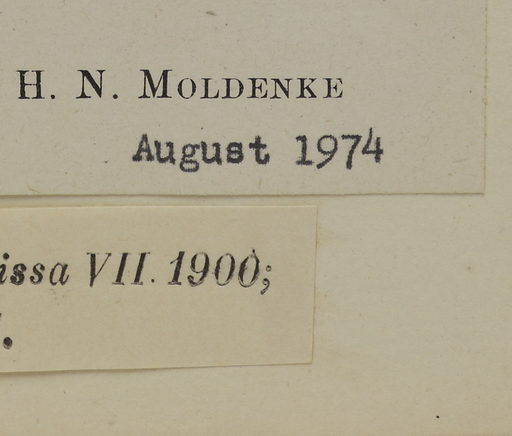 H. N. MOLDENKE
August 1974
issa VII. 1900;
.